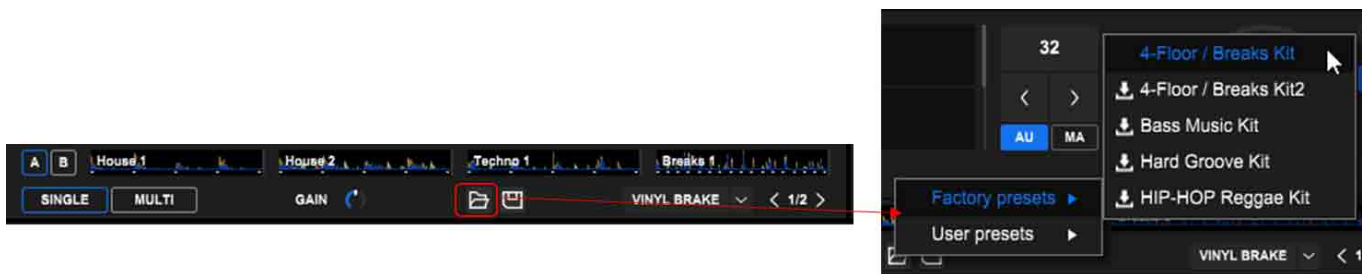 A B House 1 House 2 Techno 1 Breaks 1
SINGLE MULTI GAIN VINYL BRAKE < 1/2 >
32
< >
AU MA
4-Floor / Breaks Kit
4-Floor / Breaks Kit2
Bass Music Kit
Hard Groove Kit
HIP-HOP Reggae Kit
Factory presets
User presets
VINYL BRAKE < 1